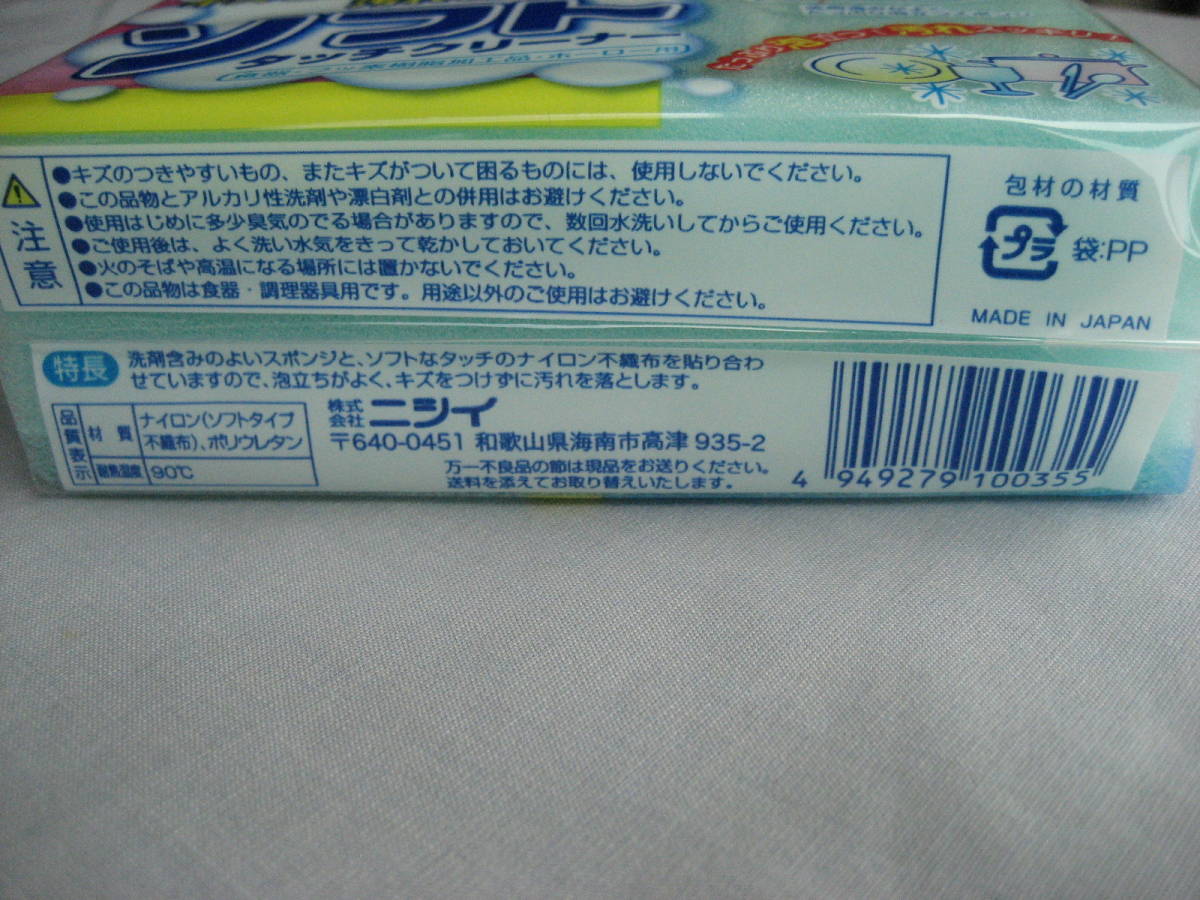 ソフト
タッチクリーナー
⚠注意
●キズのつきやすいもの、またキズがついて困るものには、使用しないでください。
●この品物とアルカリ性洗剤や漂白剤との併用はお避けください。
●使用はじめに多少臭気のでる場合がありますので、数回水洗いしてからご使用ください。
●ご使用後は、よく洗い水気をきって乾かしておいてください。
●火のそばや高温になる場所には置かないでください。
●この品物は食器・調理器具用です。用途以外のご使用はお避けください。
包材の材質
プラ 袋:PP
MADE IN JAPAN
特長 洗剤含みのよいスポンジと、ソフトなタッチのナイロン不織布を貼り合わ
せていますので、泡立ちがよく、キズをつけずに汚れを落とします。
品質表示
材質 ナイロン(ソフトタイプ
不織布)、ポリウレタン
耐熱温度 90℃
株式会社 ニシイ
〒640-0451 和歌山県海南市高津 935-2
万一不良品の節は現品をお送りください。
送料を添えてお取り替えいたします。
4 949279 100355